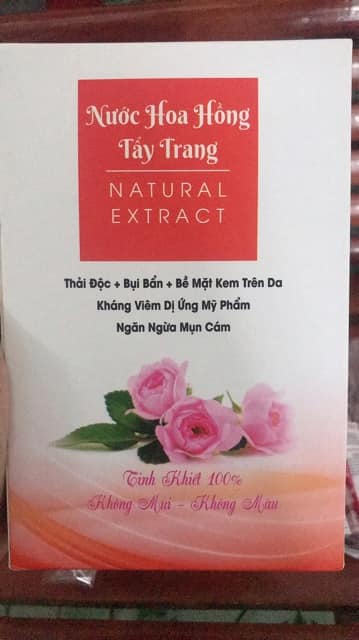 Nước Hoa Hồng
Tẩy Trang
NATURAL
EXTRACT
Thải Độc + Bụi Bẩn + Bề Mặt Kem Trên Da
Kháng Viêm Dị Ứng Mỹ Phẩm
Ngăn Ngừa Mụn Cám
Tinh Khiết 100%
Không Mùi - Không Màu